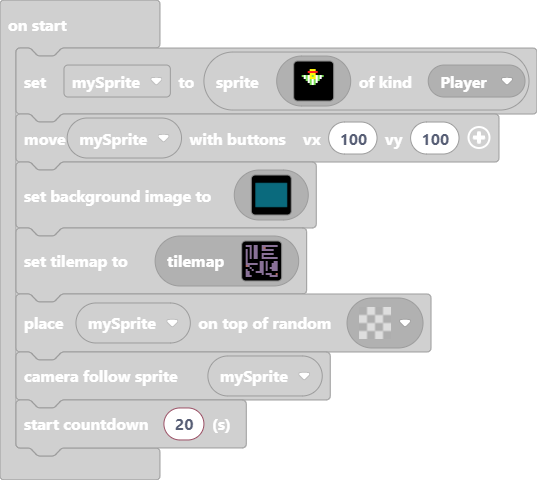 on start
set mySprite to sprite of kind Player
move mySprite with buttons vx 100 vy 100
set background image to
set tilemap to tilemap
place mySprite on top of random
camera follow sprite mySprite
start countdown 20 (s)